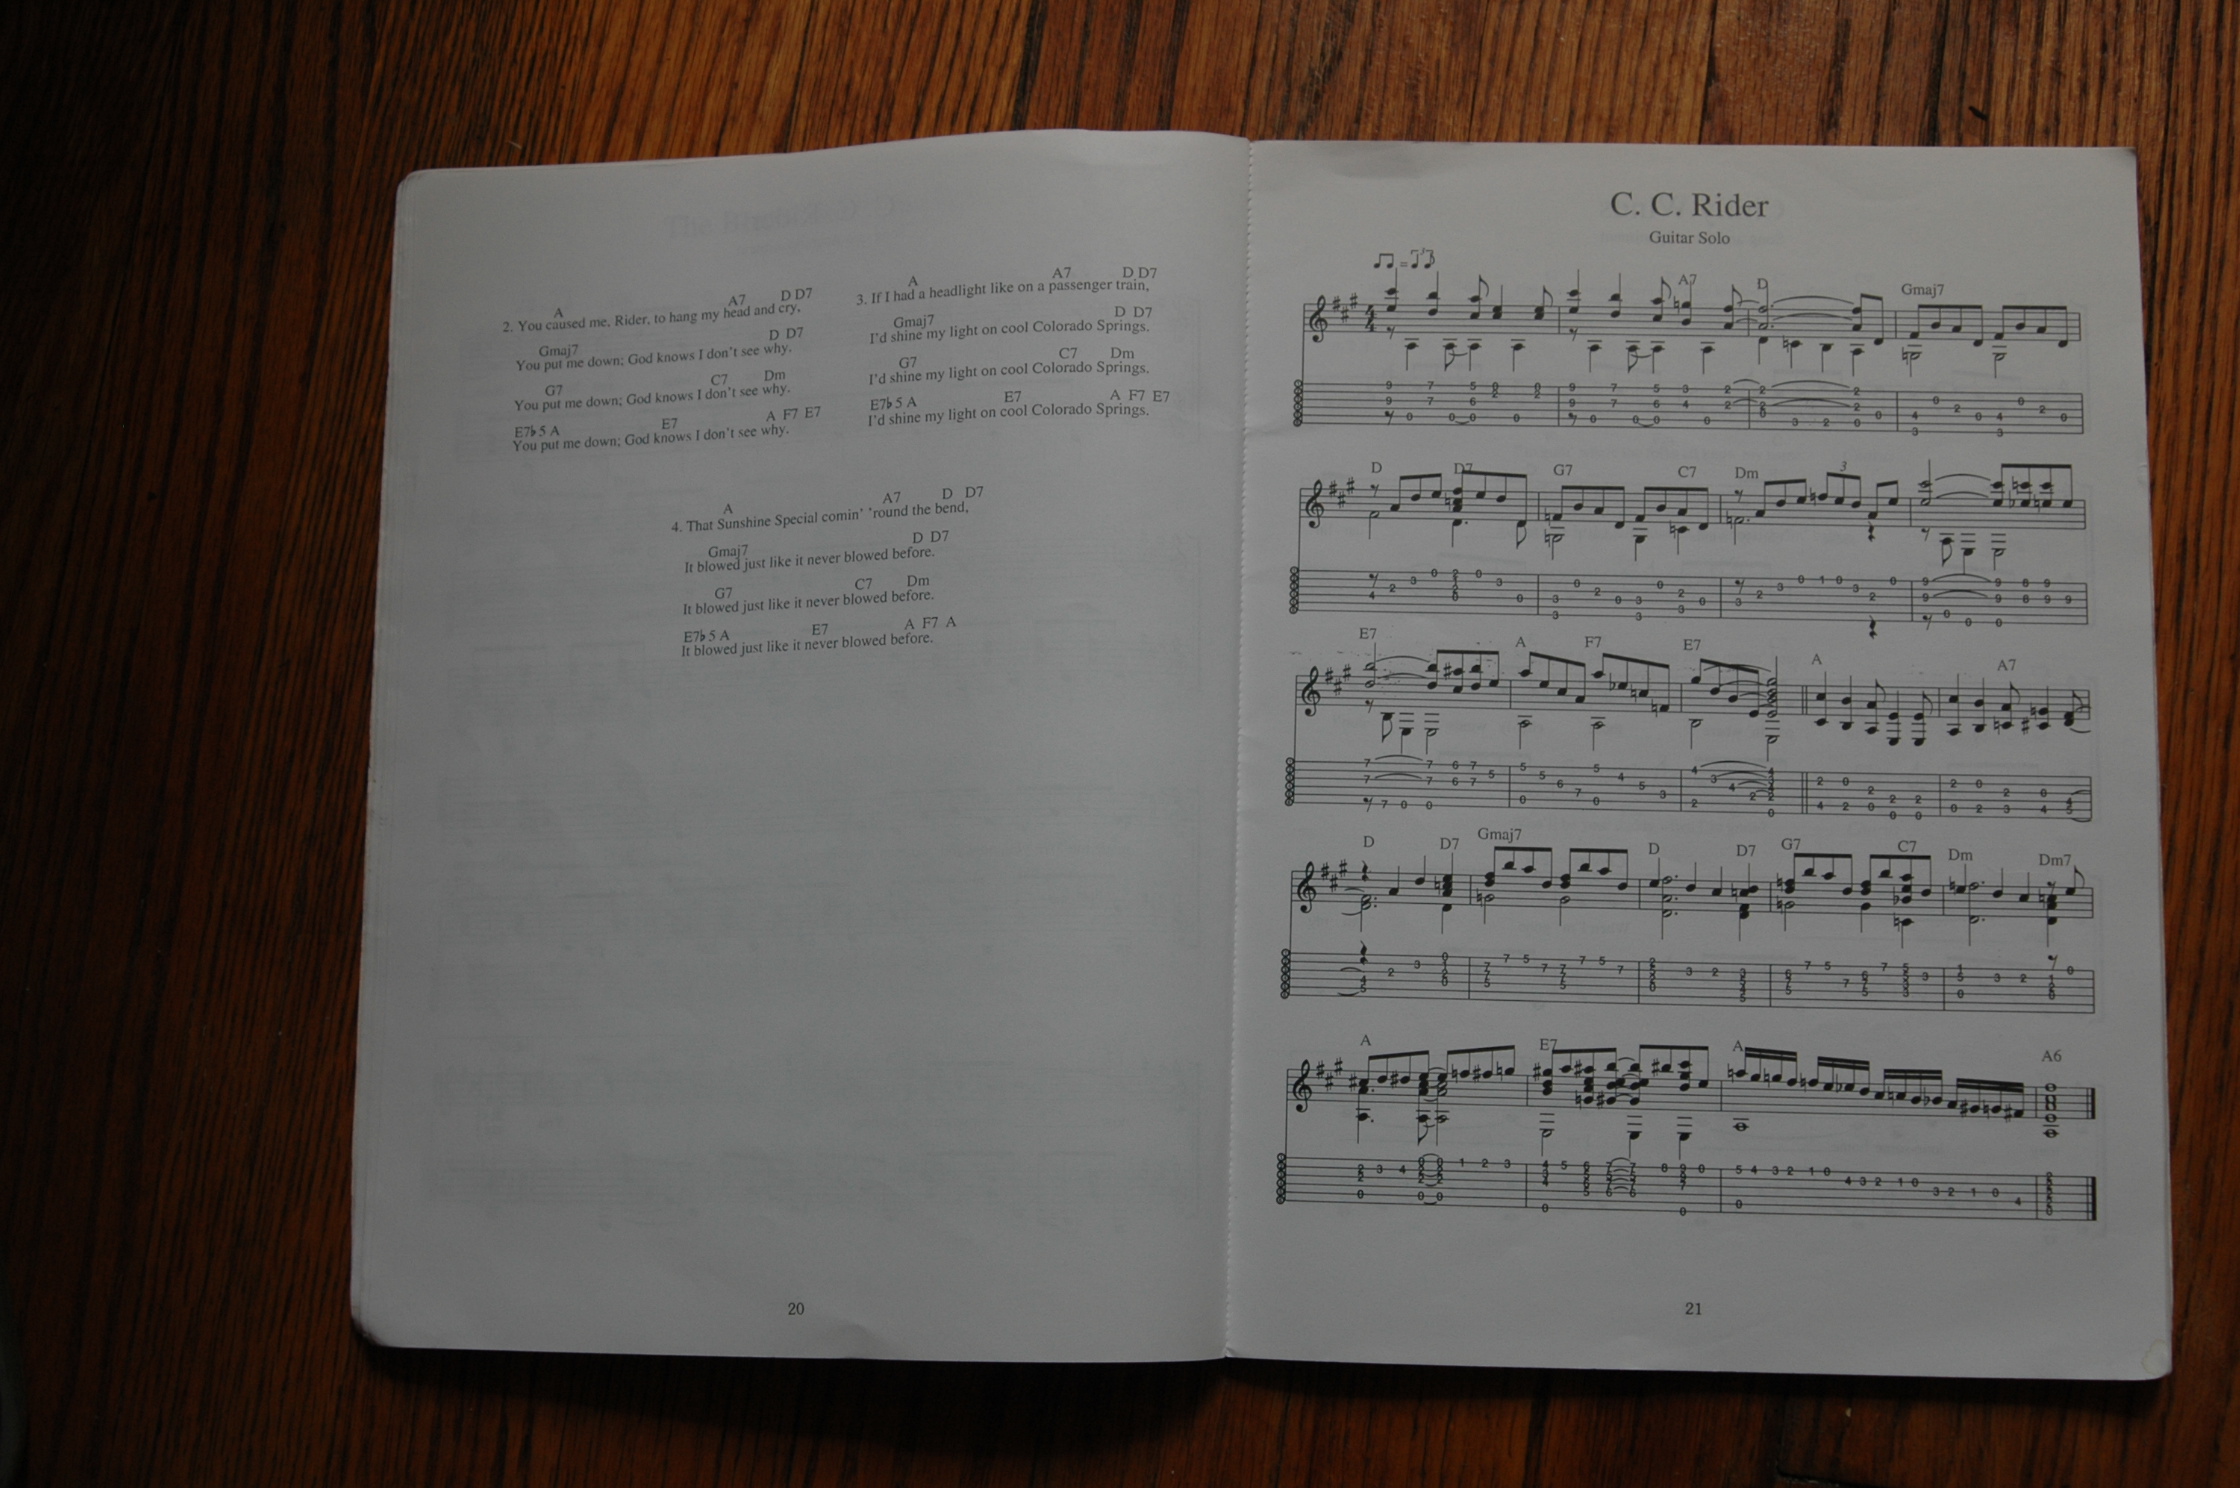 A A7 D D7
2. You caused me, Rider, to hang my head and cry,
Gmaj7 D D7
You put me down; God knows I don't see why,
G7 C7 Dm
You put me down; God knows I don't see why.
E7♭5 A E7 A F7 E7
You put me down; God knows I don't see why.
A A7 D D7
3. If I had a headlight like on a passenger train,
Gmaj7 D D7
I'd shine my light on cool Colorado Springs.
G7 C7 Dm
I'd shine my light on cool Colorado Springs.
E7♭5 A E7 A F7 E7
I'd shine my light on cool Colorado Springs.
A A7 D D7
4. That Sunshine Special comin' 'round the bend,
Gmaj7 D D7
It blowed just like it never blowed before.
G7 C7 Dm
It blowed just like it never blowed before.
E7♭5 A E7 A F7 A
It blowed just like it never blowed before.
20
C. C. Rider
Guitar Solo
A7 D Gmaj7
D D7 G7 C7 Dm
3
E7 A F7 E7 A A7
D D7 Gmaj7 D D7 G7 C7 Dm Dm7
A E7 A A6
21